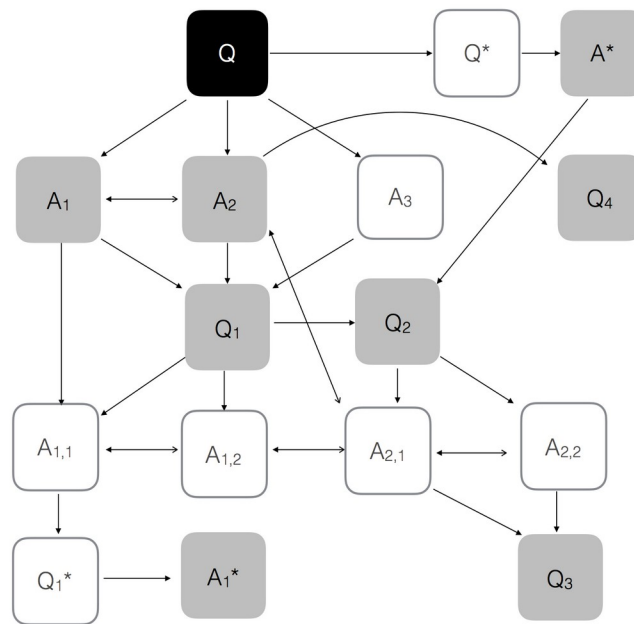 Q Q* A*
A₁ A₂ A₃ Q₄
Q₁ Q₂
A₁,₁ A₁,₂ A₂,₁ A₂,₂
Q₁* A₁* Q₃